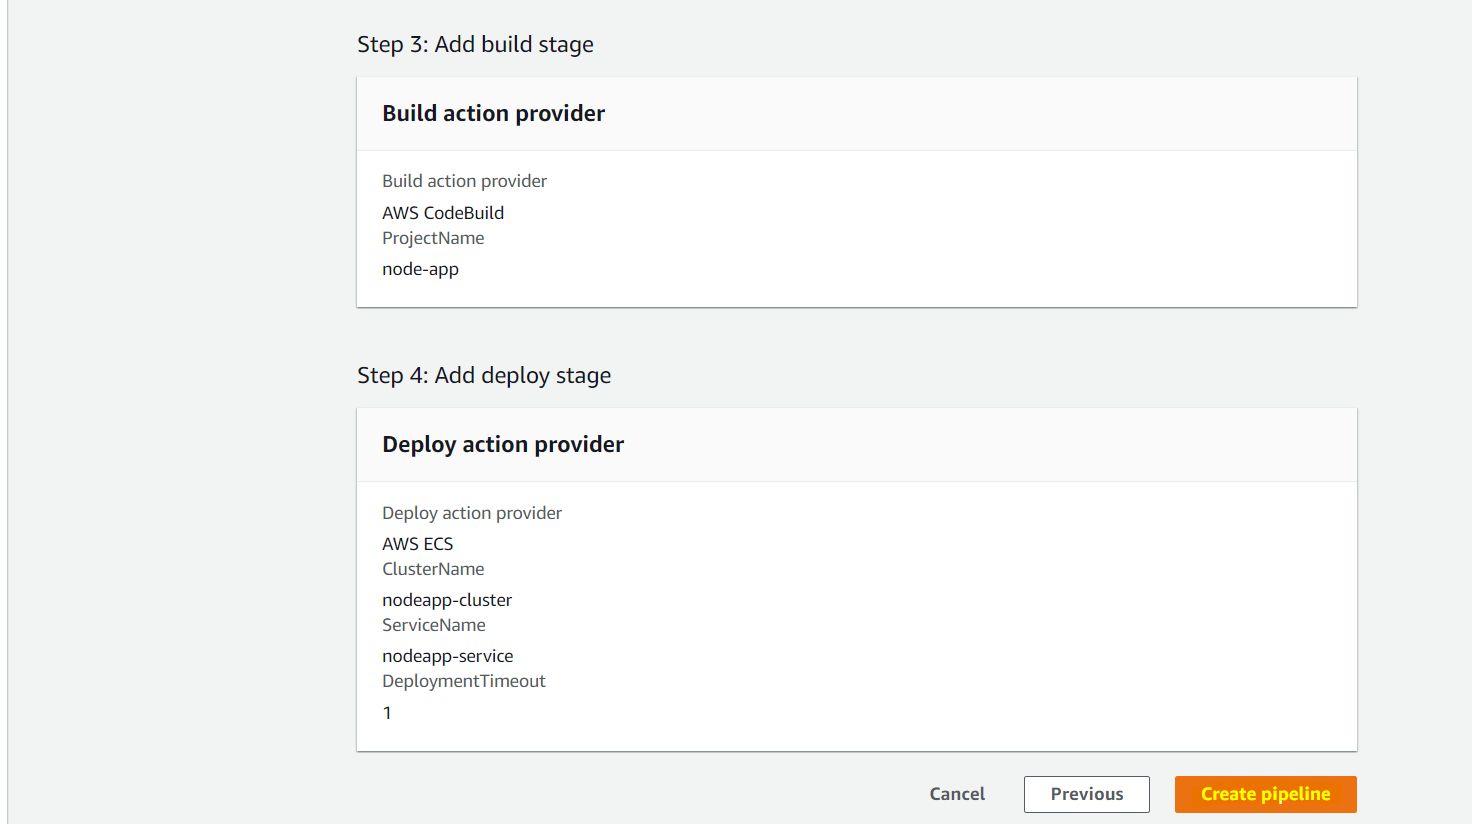 Step 3: Add build stage
Build action provider
Build action provider
AWS CodeBuild
ProjectName
node-app
Step 4: Add deploy stage
Deploy action provider
Deploy action provider
AWS ECS
ClusterName
nodeapp-cluster
ServiceName
nodeapp-service
DeploymentTimeout
1
Cancel Previous Create pipeline